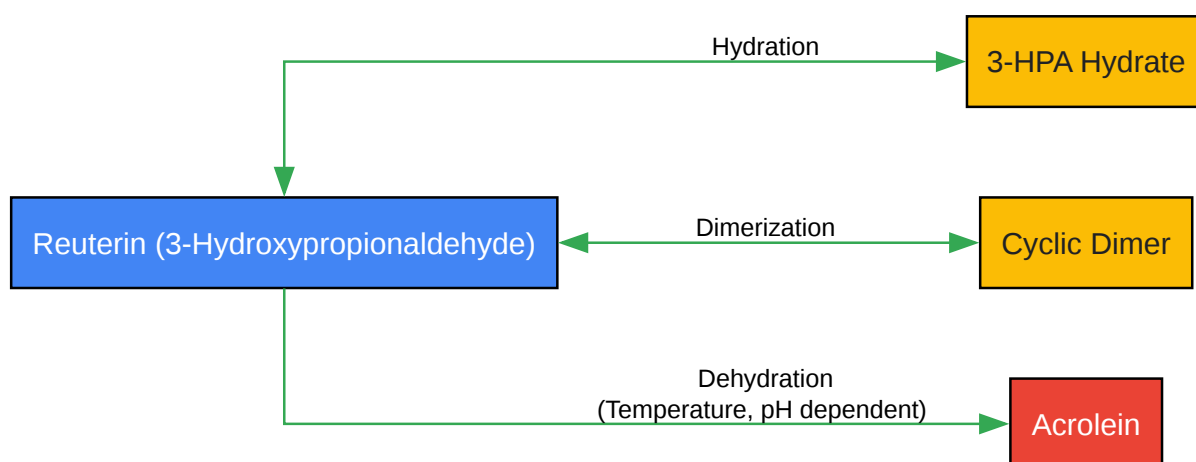 Hydration
3-HPA Hydrate
Reuterin (3-Hydroxypropionaldehyde)
Dimerization
Cyclic Dimer
Dehydration
(Temperature, pH dependent)
Acrolein